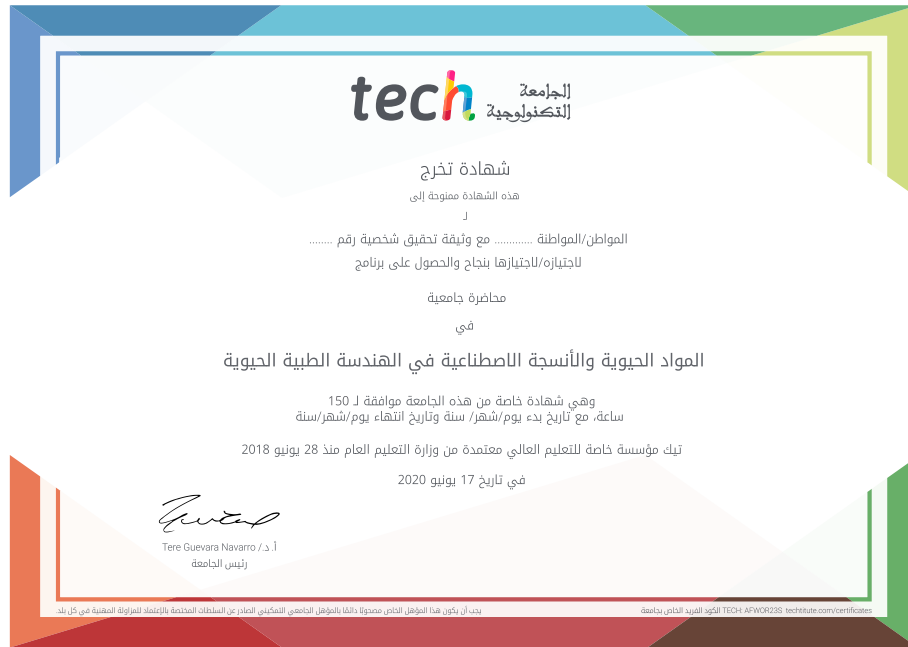 tech الجامعة
التكنولوجية
شهادة تخرج
هذه الشهادة ممنوحة إلى
لـ
المواطن/المواطنة ............. مع وثيقة تحقيق شخصية رقم ........
لاجتيازه/لاجتيازها بنجاح والحصول على برنامج
محاضرة جامعية
في
المواد الحيوية والأنسجة الاصطناعية في الهندسة الطبية الحيوية
وهي شهادة خاصة من هذه الجامعة موافقة لـ 150
ساعة، مع تاريخ بدء يوم/شهر/ سنة وتاريخ انتهاء يوم/شهر/سنة
تيك مؤسسة خاصة للتعليم العالي معتمدة من وزارة التعليم العام منذ 28 يونيو 2018
في تاريخ 17 يونيو 2020
أ. د./ Tere Guevara Navarro
رئيس الجامعة
يجب أن يكون هذا المؤهل الخاص مصحوبًا دائمًا بالمؤهل الجامعي التمكيني الصادر عن السلطات المختصة بالإعتماد للمزاولة المهنية في كل بلد.
الكود الفريد الخاص بجامعة TECH: AFWOR23S techtitute.com/certificates